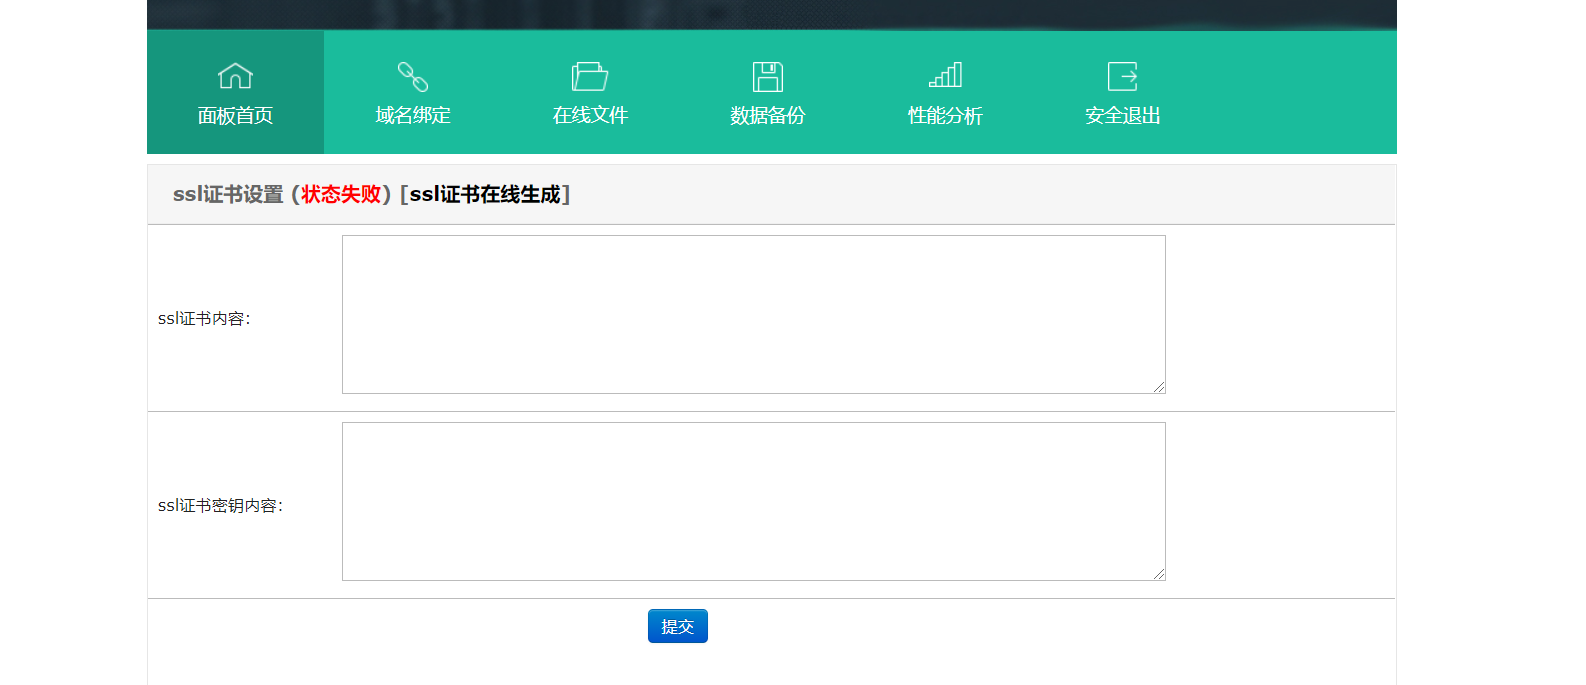 面板首页 域名绑定 在线文件 数据备份 性能分析 安全退出
ssl证书设置 (状态失败) [ssl证书在线生成]
ssl证书内容：
ssl证书密钥内容：
提交